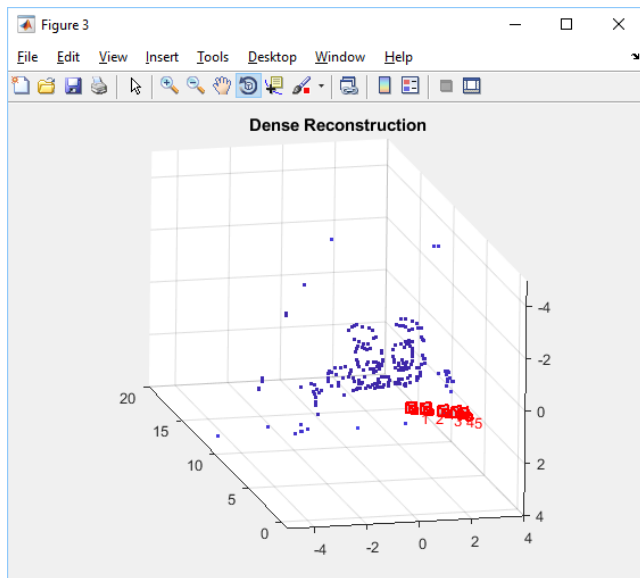 Figure 3
File Edit View Insert Tools Desktop Window Help
Dense Reconstruction
-4
-2
0
2
4
20
15
10
5
0
-4 -2 0 2 4
1 2 3 4 5